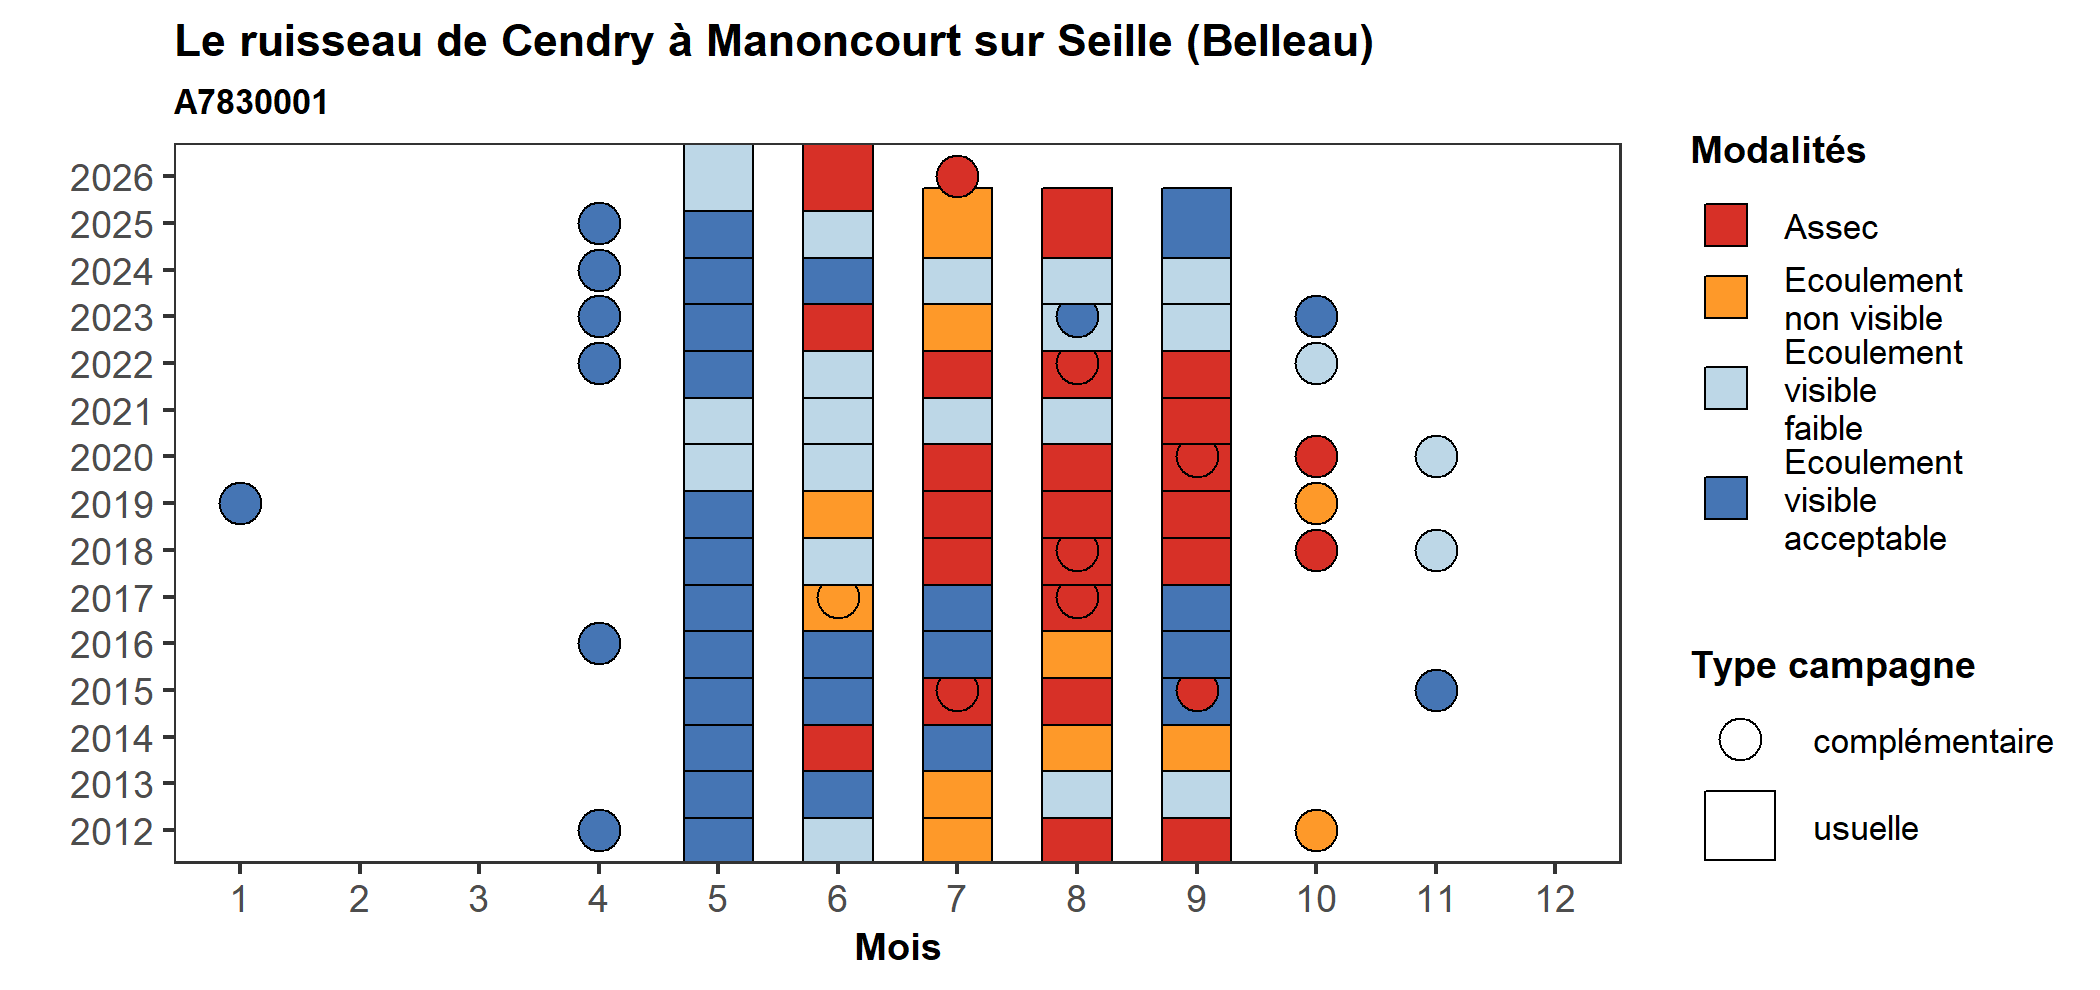 Le ruisseau de Cendry à Manoncourt sur Seille (Belleau)
A7830001
2026
2025
2024
2023
2022
2021
2020
2019
2018
2017
2016
2015
2014
2013
2012
1 2 3 4 5 6 7 8 9 10 11 12
Mois
Modalités
Assec
Ecoulement
non visible
Ecoulement
visible
faible
Ecoulement
visible
acceptable
Type campagne
complémentaire
usuelle